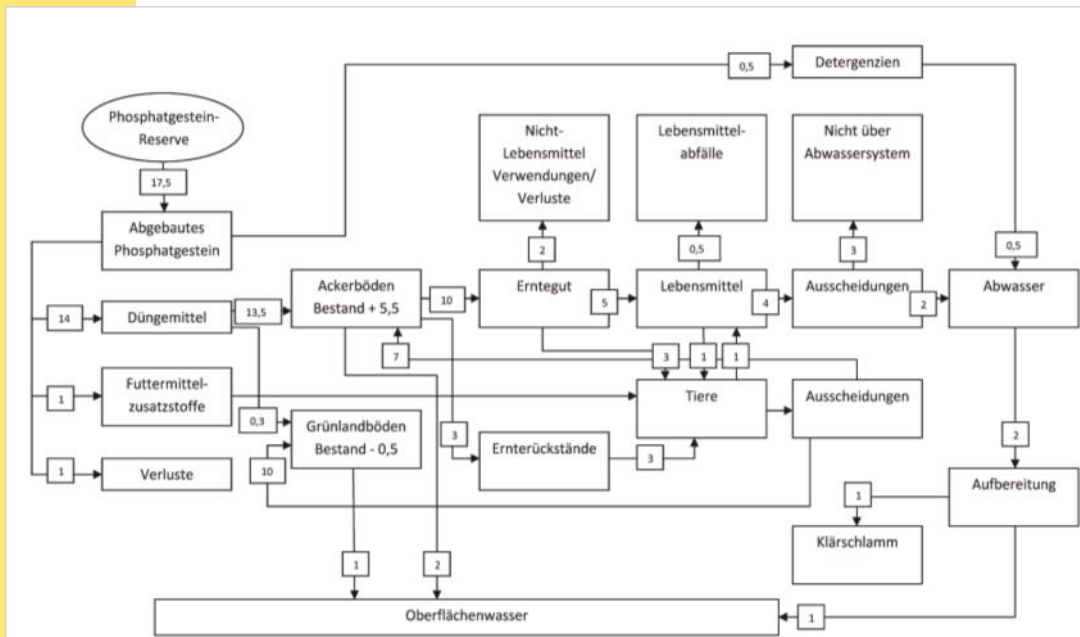 0,5
Detergenzien
Phosphatgestein-
Reserve
17,5
Abgebautes
Phosphatgestein
Nicht-
Lebensmittel
Verwendungen/
Verluste
Lebensmittel-
abfälle
Nicht über
Abwassersystem
2
0,5
3
0,5
14
Düngemittel
13,5
Ackerböden
Bestand + 5,5
10
Erntegut
5
Lebensmittel
4
Ausscheidungen
2
Abwasser
7
3
1
1
1
Futtermittel-
zusatzstoffe
0,3
Grünlandböden
Bestand - 0,5
3
Ernterückstände
3
Tiere
Ausscheidungen
2
1
Verluste
10
Aufbereitung
1
Klärschlamm
1
2
Oberflächenwasser
1